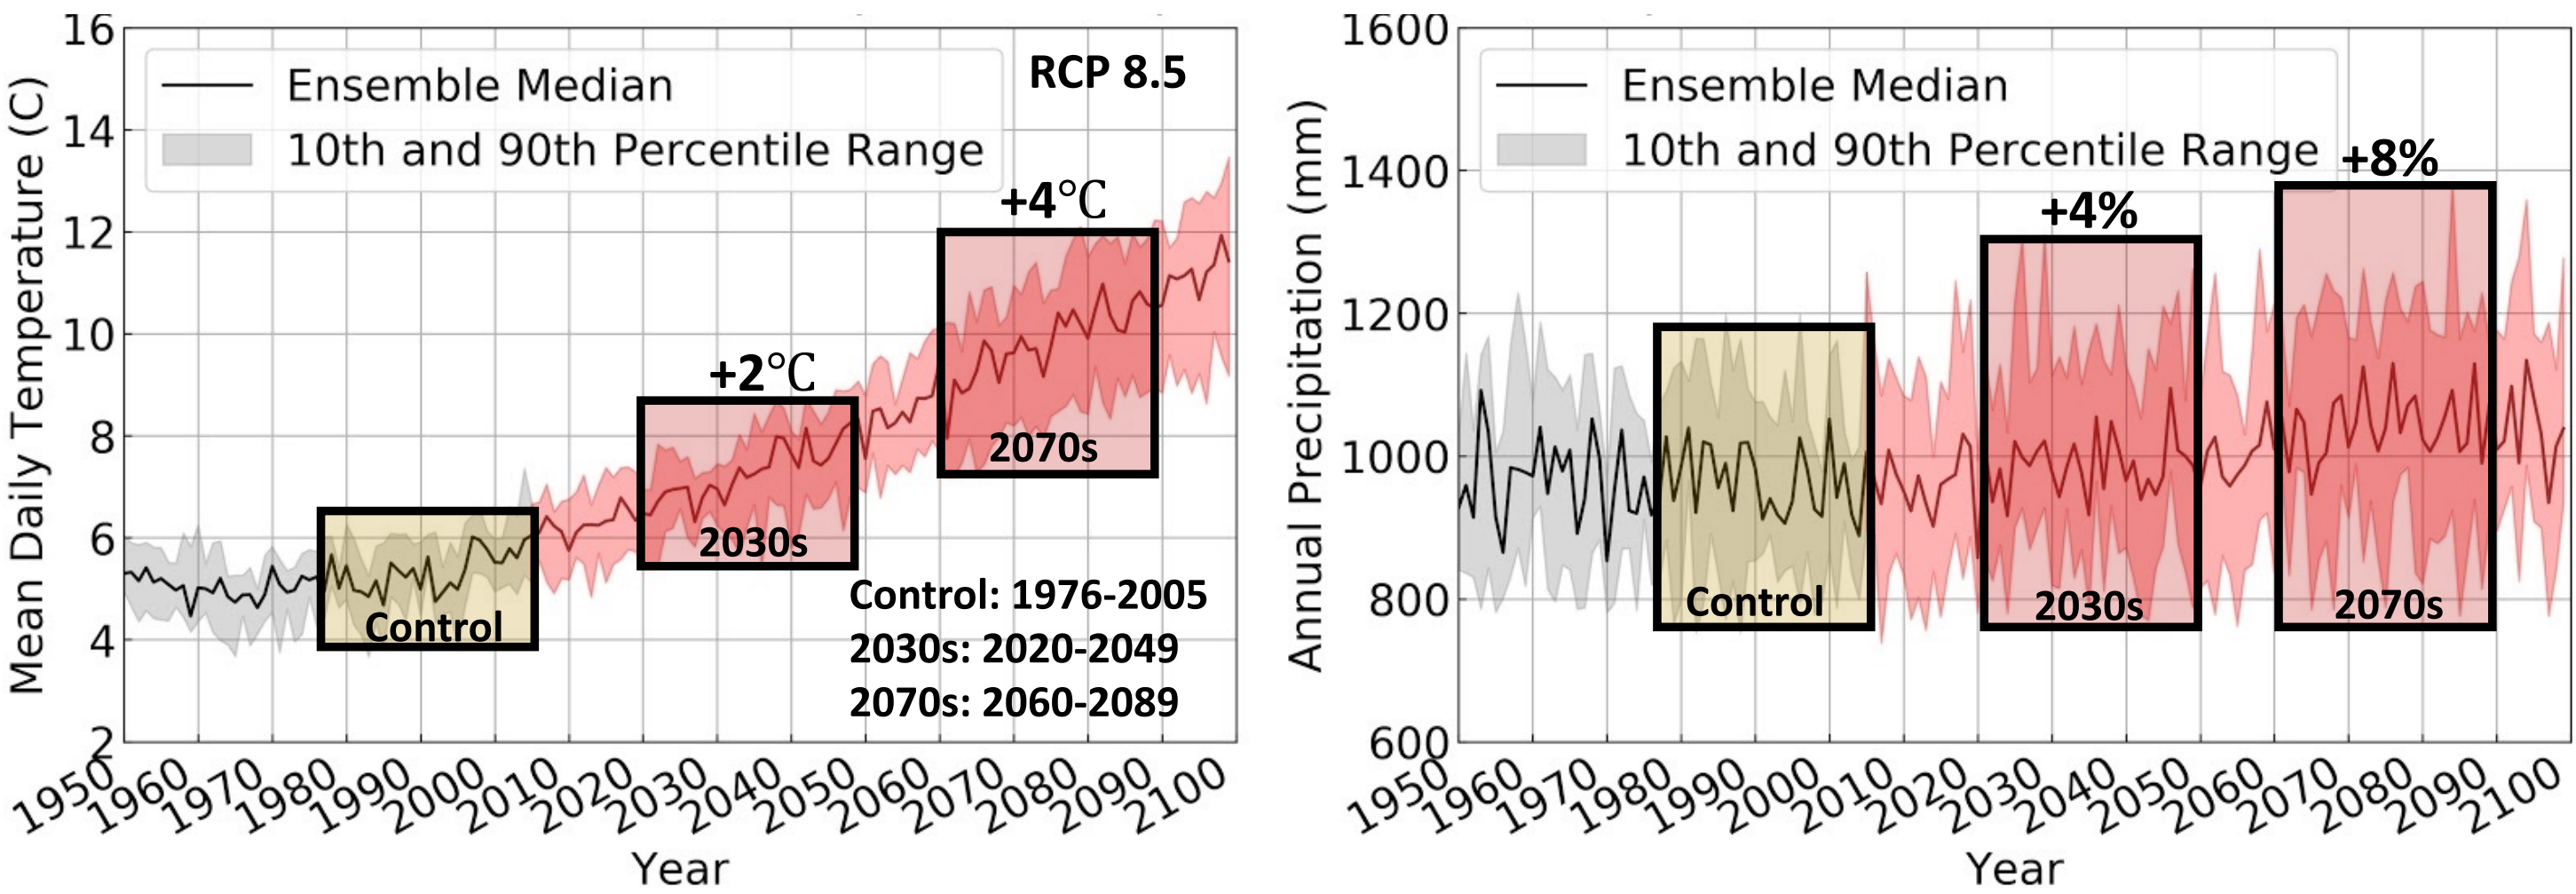 Mean Daily Temperature (C)
16
14
12
10
8
6
4
2
Ensemble Median
10th and 90th Percentile Range
RCP 8.5
+4°C
+2°C
2070s
2030s
Control
Control: 1976-2005
2030s: 2020-2049
2070s: 2060-2089
1950 1960 1970 1980 1990 2000 2010 2020 2030 2040 2050 2060 2070 2080 2090 2100
Year
Annual Precipitation (mm)
1600
1400
1200
1000
800
600
Ensemble Median
10th and 90th Percentile Range
+8%
+4%
Control
2030s
2070s
1950 1960 1970 1980 1990 2000 2010 2020 2030 2040 2050 2060 2070 2080 2090 2100
Year